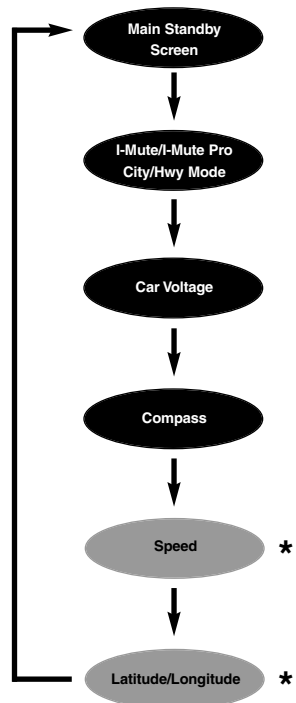 Main Standby
Screen
I-Mute/I-Mute Pro
City/Hwy Mode
Car Voltage
Compass
Speed
*
Latitude/Longitude
*